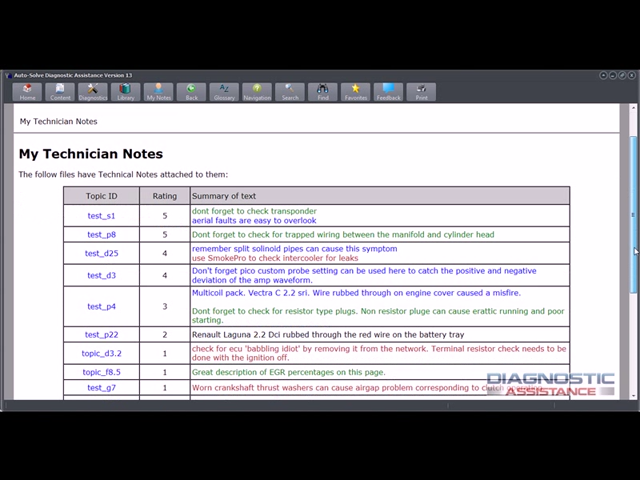 Auto-Solve Diagnostic Assistance Version 13
Home Content Diagnostics Library My Notes Back Glossary Navigation Search Find Favorites Feedback Print
My Technician Notes
My Technician Notes
The follow files have Technical Notes attached to them:
Topic ID Rating Summary of text
test_s1 5 dont forget to check transponder
aerial faults are easy to overlook
test_p8 5 Dont forget to check for trapped wiring between the manifold and cylinder head
test_d25 4 remember split solinoid pipes can cause this symptom
use SmokePro to check intercooler for leaks
test_d3 4 Don't forget pico custom probe setting can be used here to catch the positive and negative
deviation of the amp waveform.
test_p4 3 Multicoil pack. Vectra C 2.2 sri. Wire rubbed through on engine cover caused a misfire.
Dont forget to check for resistor type plugs. Non resistor pluge can cause erattic running and poor
starting.
test_p22 2 Renault Laguna 2.2 Dci rubbed through the red wire on the battery tray
topic_d3.2 1 check for ecu 'babbling idiot' by removing it from the network. Terminal resistor check needs to be
done with the ignition off.
topic_f8.5 1 Great description of EGR percentages on this page.
test_g7 1 Worn crankshaft thrust washers can cause airgap problem corresponding to clutch
DIAGNOSTIC
ASSISTANCE